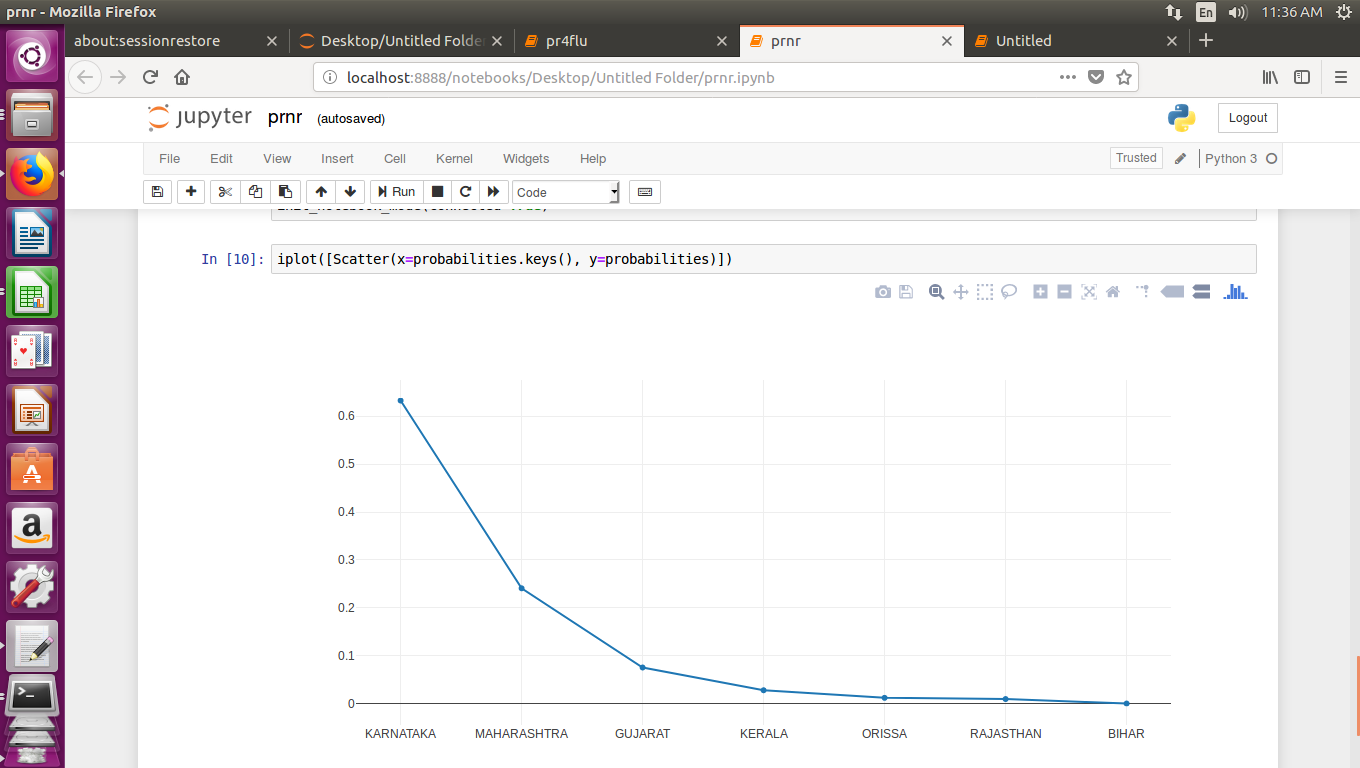 prnr - Mozilla Firefox
En
11:36 AM
about:sessionrestore
Desktop/Untitled Folde
pr4flu
prnr
Untitled
localhost:8888/notebooks/Desktop/Untitled Folder/prnr.ipynb
jupyter prnr (autosaved)
Logout
File Edit View Insert Cell Kernel Widgets Help
Trusted
Python 3
Run
Code
In [10]: iplot([Scatter(x=probabilities.keys(), y=probabilities)])
0.6
0.5
0.4
0.3
0.2
0.1
0
KARNATAKA MAHARASHTRA GUJARAT KERALA ORISSA RAJASTHAN BIHAR